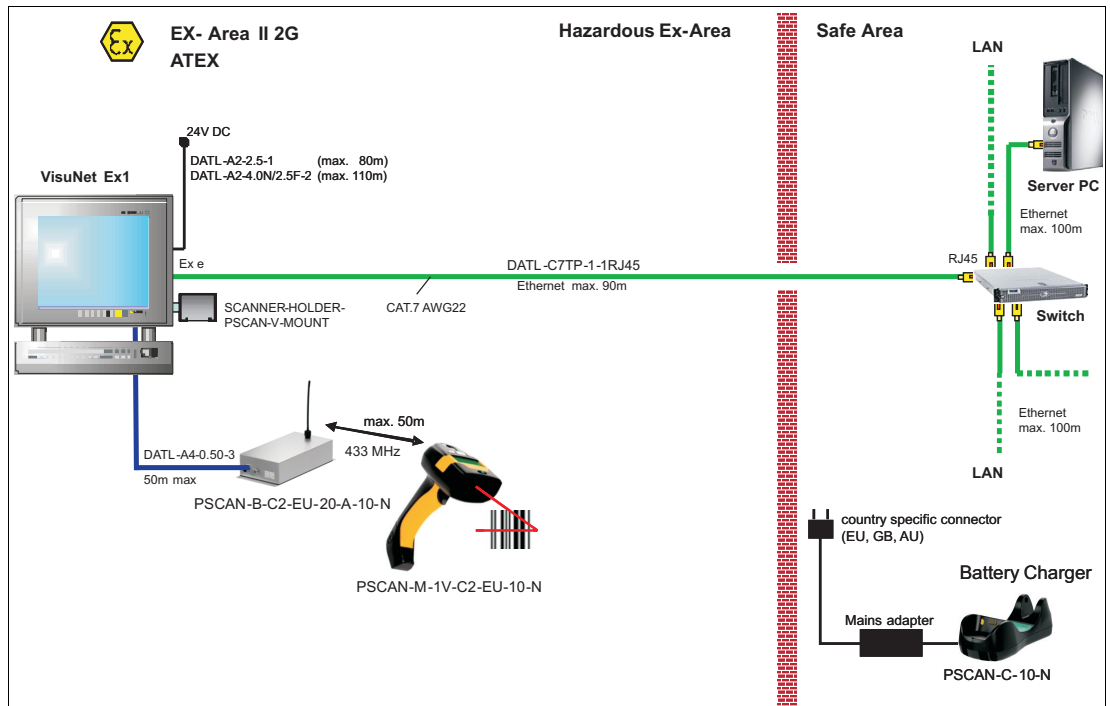 EX- Area II 2G
ATEX
Hazardous Ex-Area
Safe Area
LAN
24V DC
DATL-A2-2.5-1 (max. 80m)
DATL-A2-4.0N/2.5F-2 (max. 110m)
VisuNet Ex1
Server PC
Ethernet
max. 100m
Ex e
DATL-C7TP-1-1RJ45
RJ45
Ethernet max. 90m
CAT.7 AWG22
SCANNER-HOLDER-
PSCAN-V-MOUNT
Switch
max. 50m
433 MHz
Ethernet
max. 100m
DATL-A4-0.50-3
50m max
LAN
PSCAN-B-C2-EU-20-A-10-N
PSCAN-M-1V-C2-EU-10-N
country specific connector
(EU, GB, AU)
Battery Charger
Mains adapter
PSCAN-C-10-N